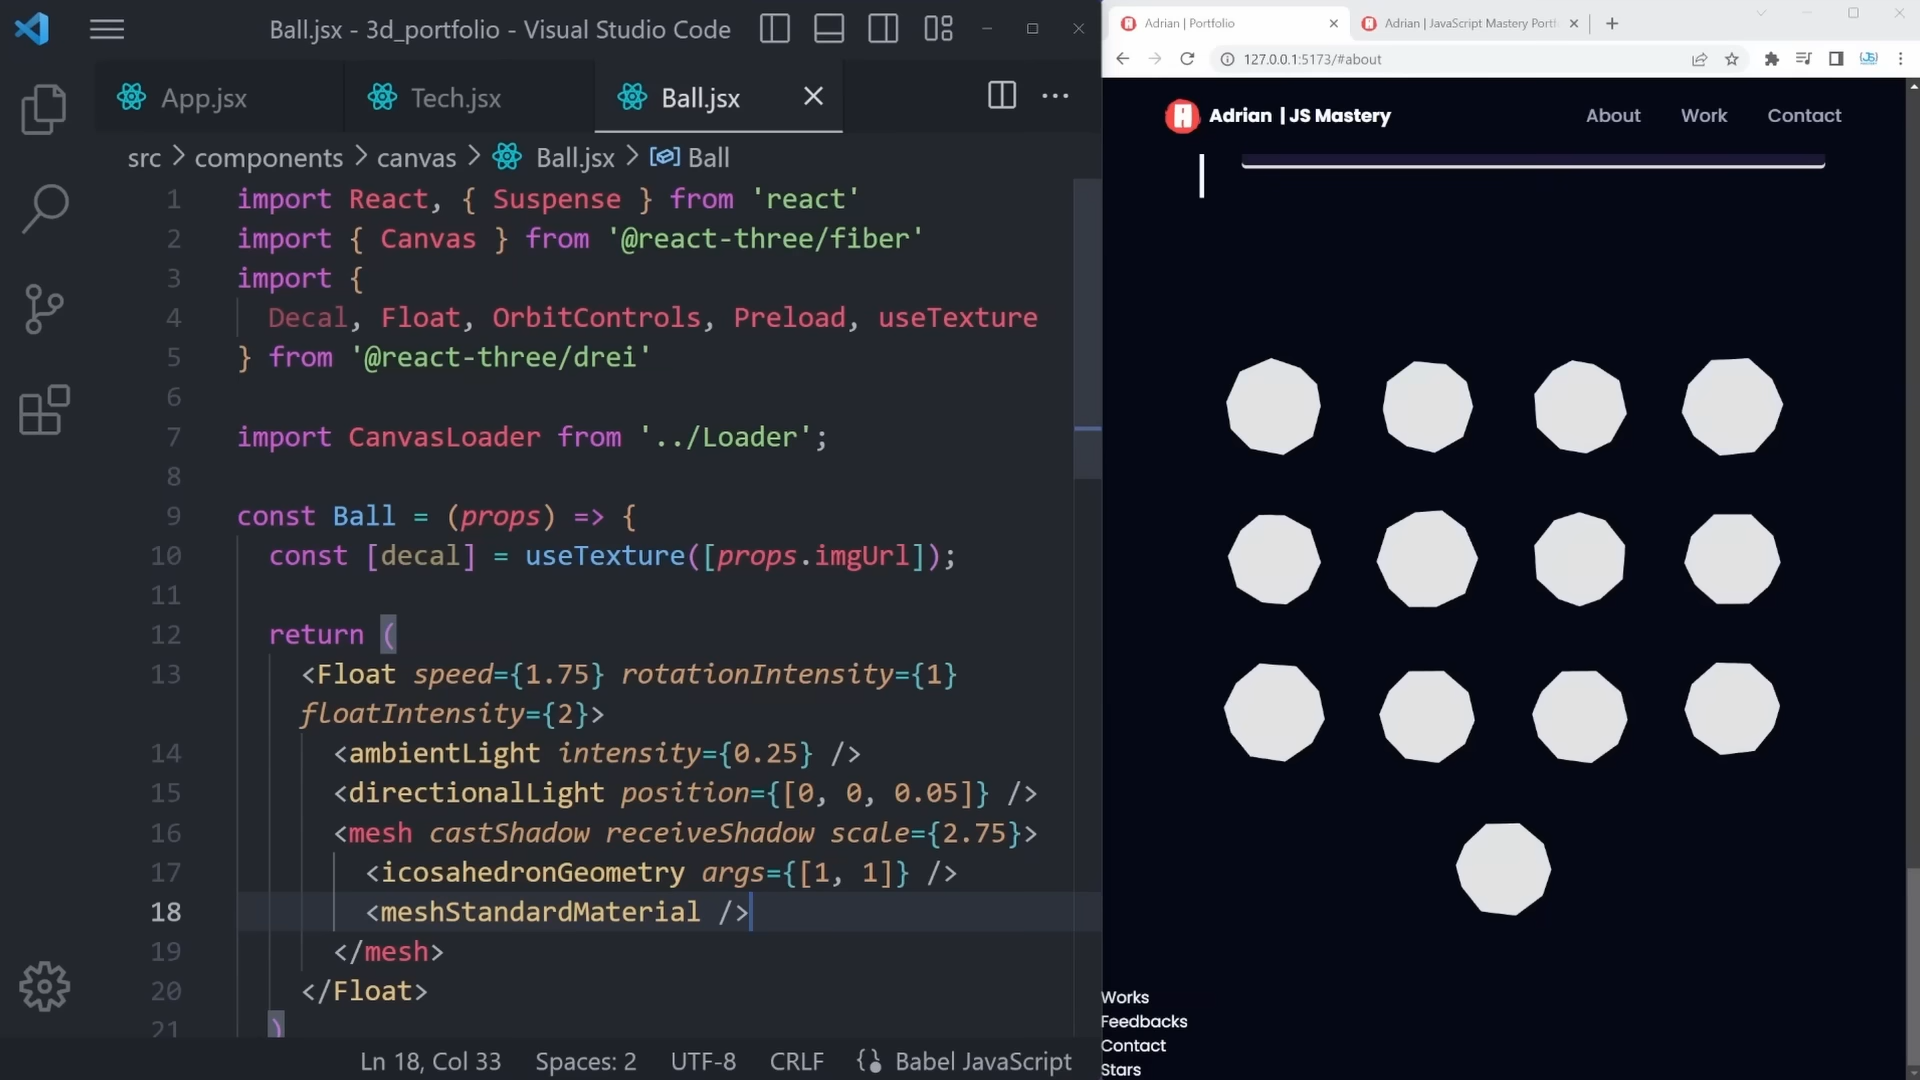 Ball.jsx - 3d_portfolio - Visual Studio Code
App.jsx
Tech.jsx
Ball.jsx
src > components > canvas > Ball.jsx > Ball
1 import React, { Suspense } from 'react'
2 import { Canvas } from '@react-three/fiber'
3 import {
4 Decal, Float, OrbitControls, Preload, useTexture
5 } from '@react-three/drei'
6
7 import CanvasLoader from '../Loader';
8
9 const Ball = (props) => {
10 const [decal] = useTexture([props.imgUrl]);
11
12 return (
13 <Float speed={1.75} rotationIntensity={1}
floatIntensity={2}>
14 <ambientLight intensity={0.25} />
15 <directionalLight position={[0, 0, 0.05]} />
16 <mesh castShadow receiveShadow scale={2.75}>
17 <icosahedronGeometry args={[1, 1]} />
18 <meshStandardMaterial />
19 </mesh>
20 </Float>
21 )
Ln 18, Col 33 Spaces: 2 UTF-8 CRLF Babel JavaScript
Adrian | Portfolio
Adrian | JavaScript Mastery Portf
127.0.0.1:5173/#about
Adrian | JS Mastery
About
Work
Contact
Works
Feedbacks
Contact
Stars